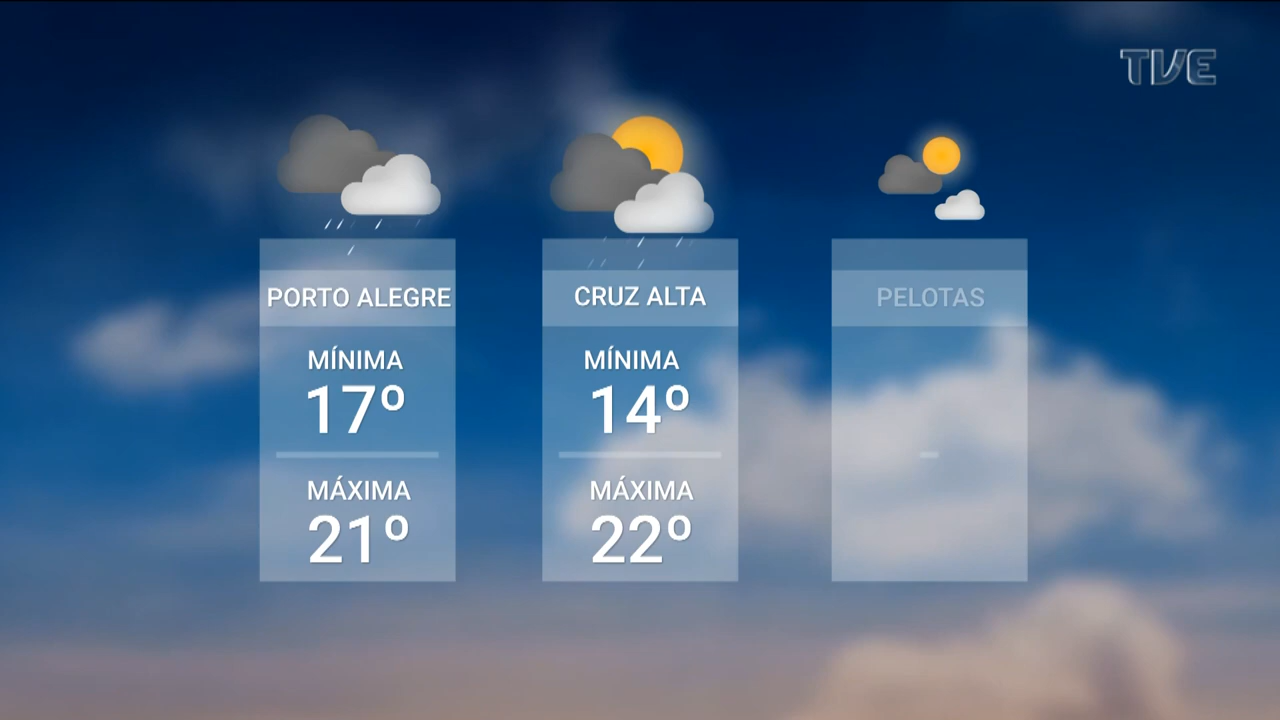 TVE
PORTO ALEGRE
MÍNIMA
17º
MÁXIMA
21º
CRUZ ALTA
MÍNIMA
14º
MÁXIMA
22º
PELOTAS